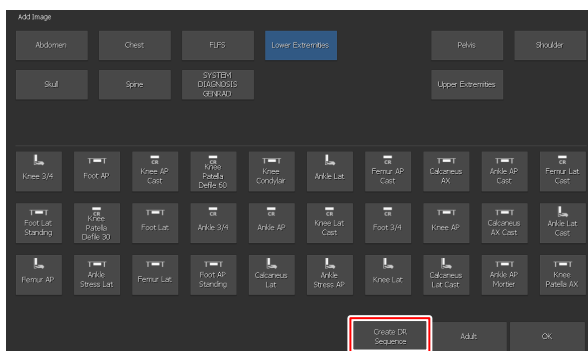 Add Image
Abdomen
Chest
FLFS
Lower Extremities
Pelvis
Shoulder
Skull
Spine
SYSTEM
DIAGNOSIS
GENRAD
Upper Extremities
Knee 3/4
Foot AP
CR
Knee AP
Cast
CR
Knee
Patella
Defile 60
Knee
Condylair
Ankle Lat
CR
Femur AP
Cast
Calcaneus
AX
Ankle AP
Cast
CR
Femur Lat
Cast
Foot Lat
Standing
CR
Knee
Patella
Defile 30
Foot Lat
CR
Ankle 3/4
CR
Ankle AP
CR
Knee Lat
Cast
CR
Foot 3/4
Knee AP
Calcaneus
AX Cast
Ankle Lat
Cast
Femur AP
Ankle
Stress Lat
Femur Lat
Foot AP
Standing
Calcaneus
Lat
Ankle
Stress AP
Knee Lat
Calcaneus
Lat Cast
Ankle AP
Mortier
Knee
Patella AX
Create DR
Sequence
Adult
OK